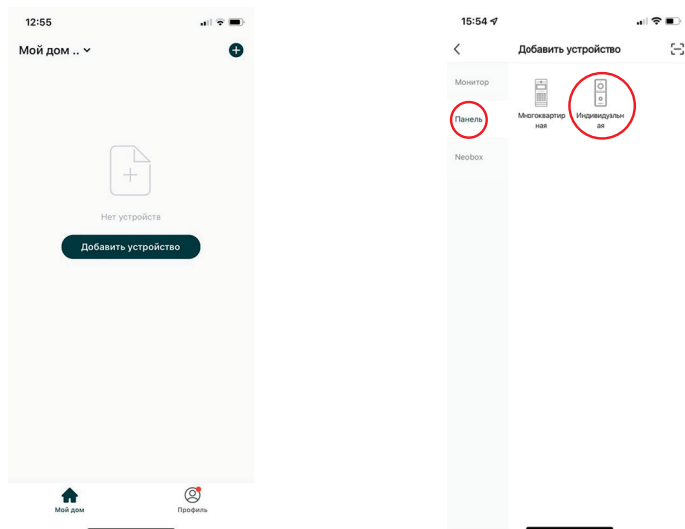 12:55
Мой дом ..
Нет устройств
Добавить устройство
Мой дом
Профиль
15:54
Добавить устройство
Монитор
Панель
Neobox
Многоквартир
ная
Индивидуальн
ая